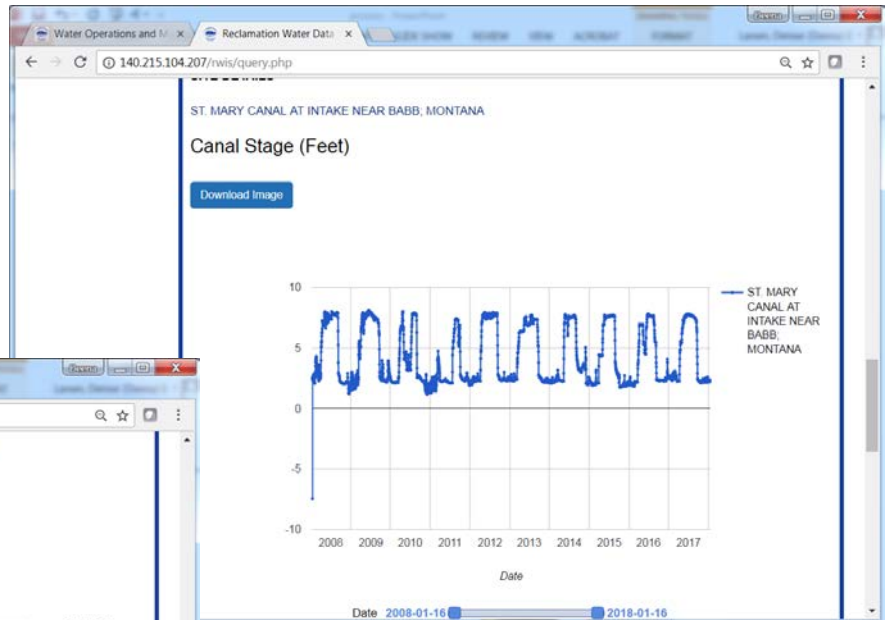 Water Operations and M
Reclamation Water Data
140.215.104.207/rwis/query.php
ST. MARY CANAL AT INTAKE NEAR BABB; MONTANA
Canal Stage (Feet)
Download Image
10
5
0
-5
-10
2008 2009 2010 2011 2012 2013 2014 2015 2016 2017
Date
ST. MARY
CANAL AT
INTAKE NEAR
BABB;
MONTANA
Date 2008-01-16 2018-01-16